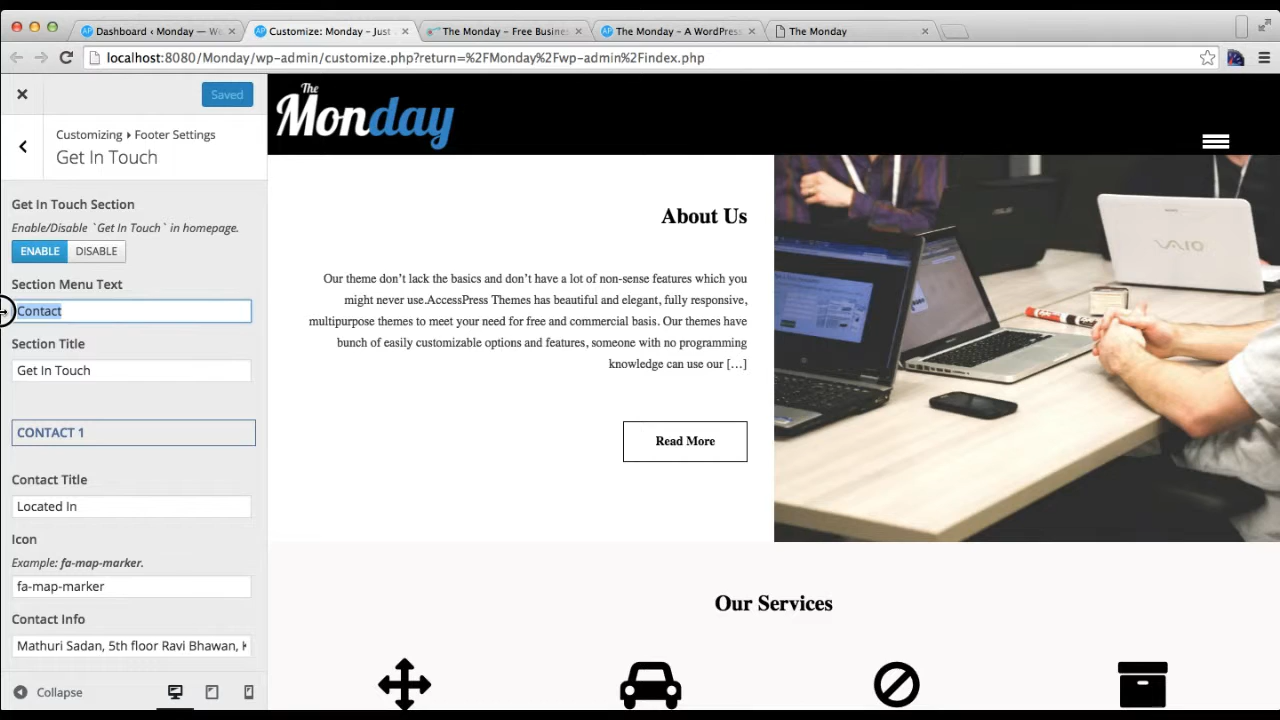 Dashboard ‹ Monday — W
Customize: Monday – Just
The Monday – Free Busine
The Monday – A WordPres
The Monday
localhost:8080/Monday/wp-admin/customize.php?return=%2FMonday%2Fwp-admin%2Findex.php
Saved
Customizing ▸ Footer Settings
Get In Touch
Get In Touch Section
Enable/Disable `Get In Touch` in homepage.
ENABLE DISABLE
Section Menu Text
Contact
Section Title
Get In Touch
CONTACT 1
Contact Title
Located In
Icon
Example: fa-map-marker.
fa-map-marker
Contact Info
Mathuri Sadan, 5th floor Ravi Bhawan,
Collapse
The
Monday
About Us
Our theme don’t lack the basics and don’t have a lot of non-sense features which you
might never use.AccessPress Themes has beautiful and elegant, fully responsive,
multipurpose themes to meet your need for free and commercial basis. Our themes have
bunch of easily customizable options and features, someone with no programming
knowledge can use our […]
Read More
VAIO
Our Services